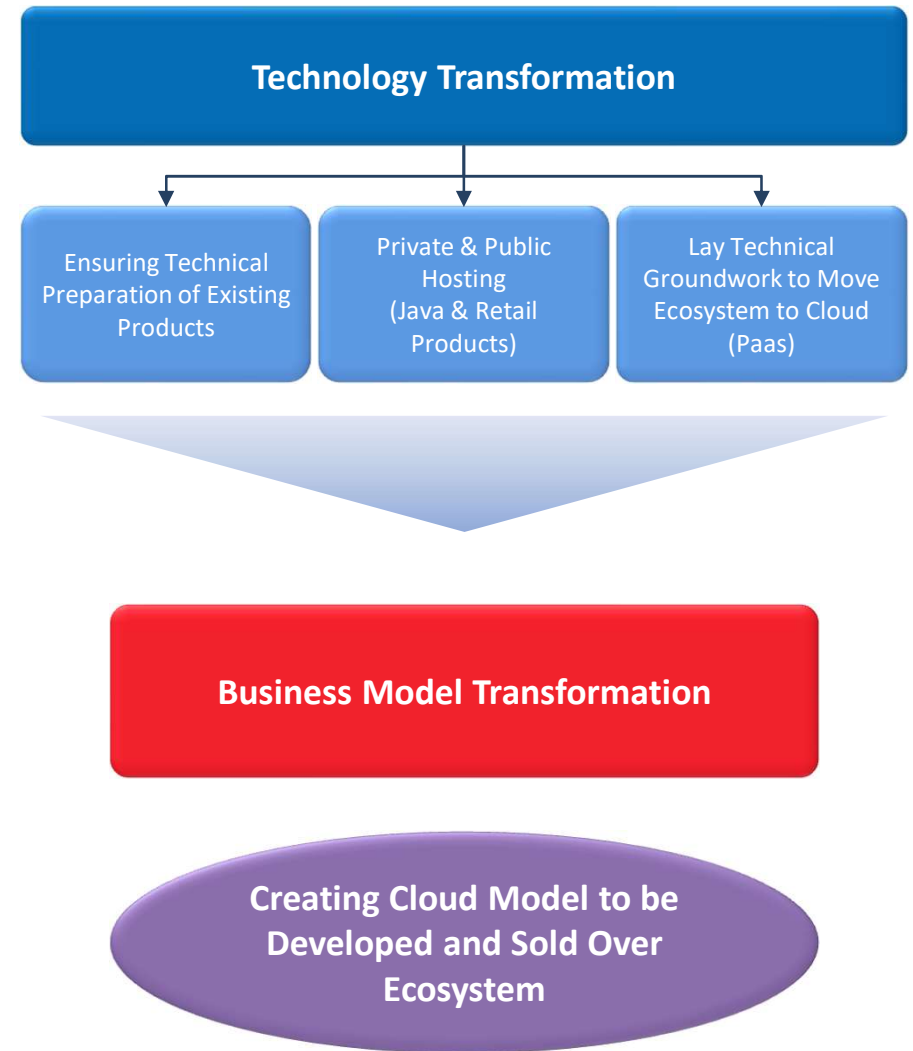 Technology Transformation
Ensuring Technical
Preparation of Existing
Products
Private & Public
Hosting
(Java & Retail
Products)
Lay Technical
Groundwork to Move
Ecosystem to Cloud
(Paas)
Business Model Transformation
Creating Cloud Model to be
Developed and Sold Over
Ecosystem